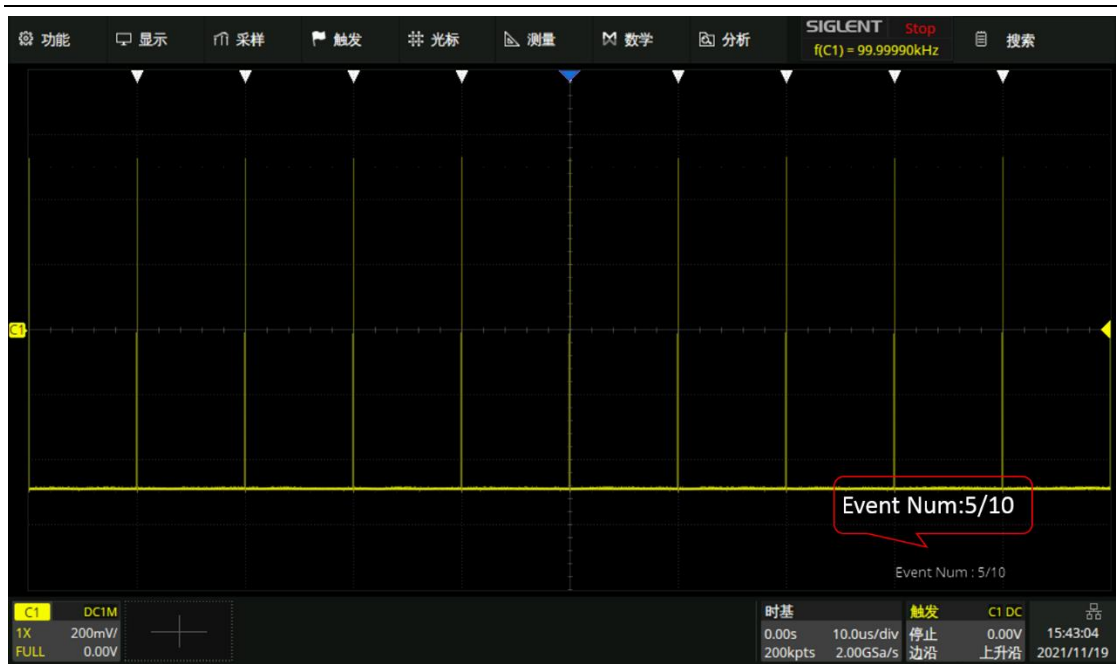 功能 显示 采样 触发 光标 测量 数学 分析 SIGLENT Stop 搜索
f(C1) = 99.99990kHz
C1
Event Num:5/10
Event Num : 5/10
C1 DC1M 时基 触发 C1 DC
1X 200mV/ 0.00s 10.0us/div 停止 0.00V 15:43:04
FULL 0.00V 200kpts 2.00GSa/s 边沿 上升沿 2021/11/19